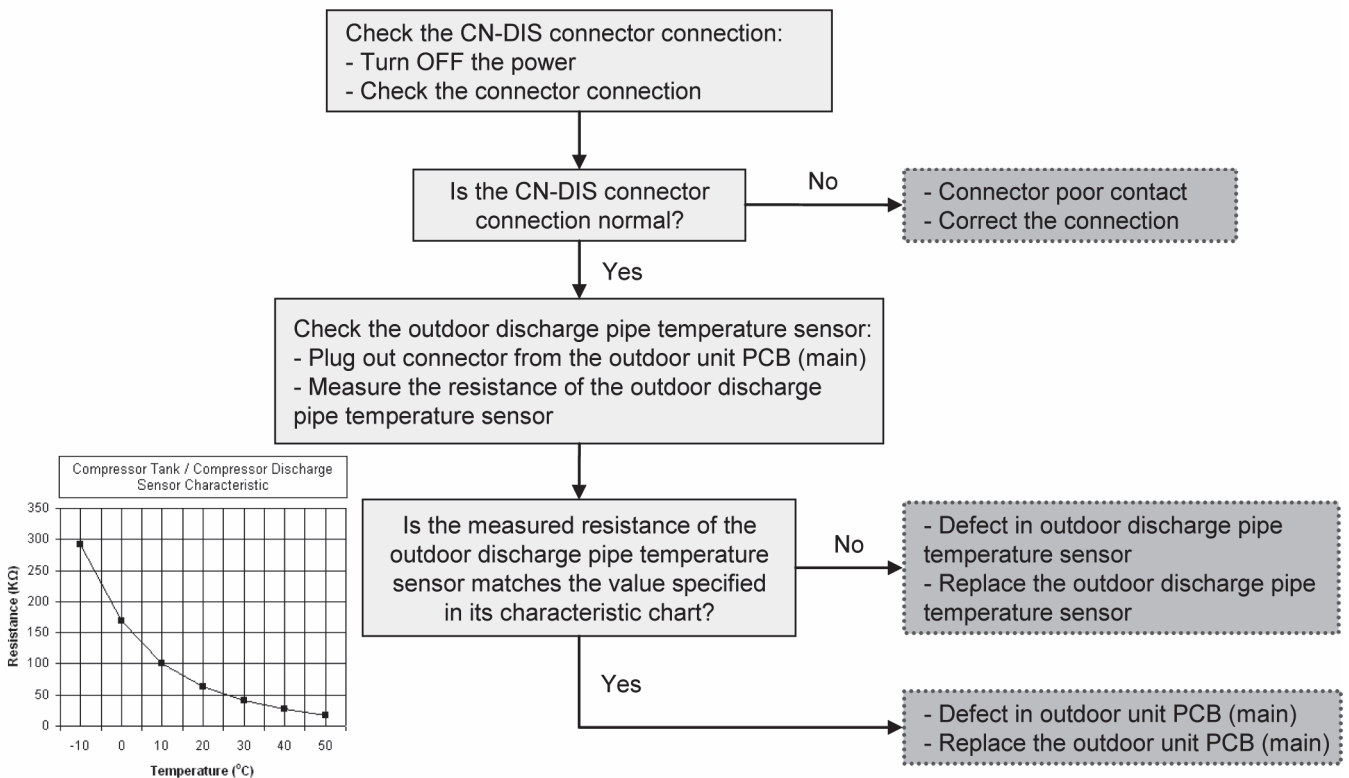 Check the CN-DIS connector connection:
- Turn OFF the power
- Check the connector connection
Is the CN-DIS connector
connection normal?
No
- Connector poor contact
- Correct the connection
Yes
Check the outdoor discharge pipe temperature sensor:
- Plug out connector from the outdoor unit PCB (main)
- Measure the resistance of the outdoor discharge
pipe temperature sensor
Compressor Tank / Compressor Discharge
Sensor Characteristic
350
300
250
200
150
100
50
0
Resistance (KΩ)
-10 0 10 20 30 40 50
Temperature (°C)
Is the measured resistance of the
outdoor discharge pipe temperature
sensor matches the value specified
in its characteristic chart?
No
- Defect in outdoor discharge pipe
temperature sensor
- Replace the outdoor discharge pipe
temperature sensor
Yes
- Defect in outdoor unit PCB (main)
- Replace the outdoor unit PCB (main)